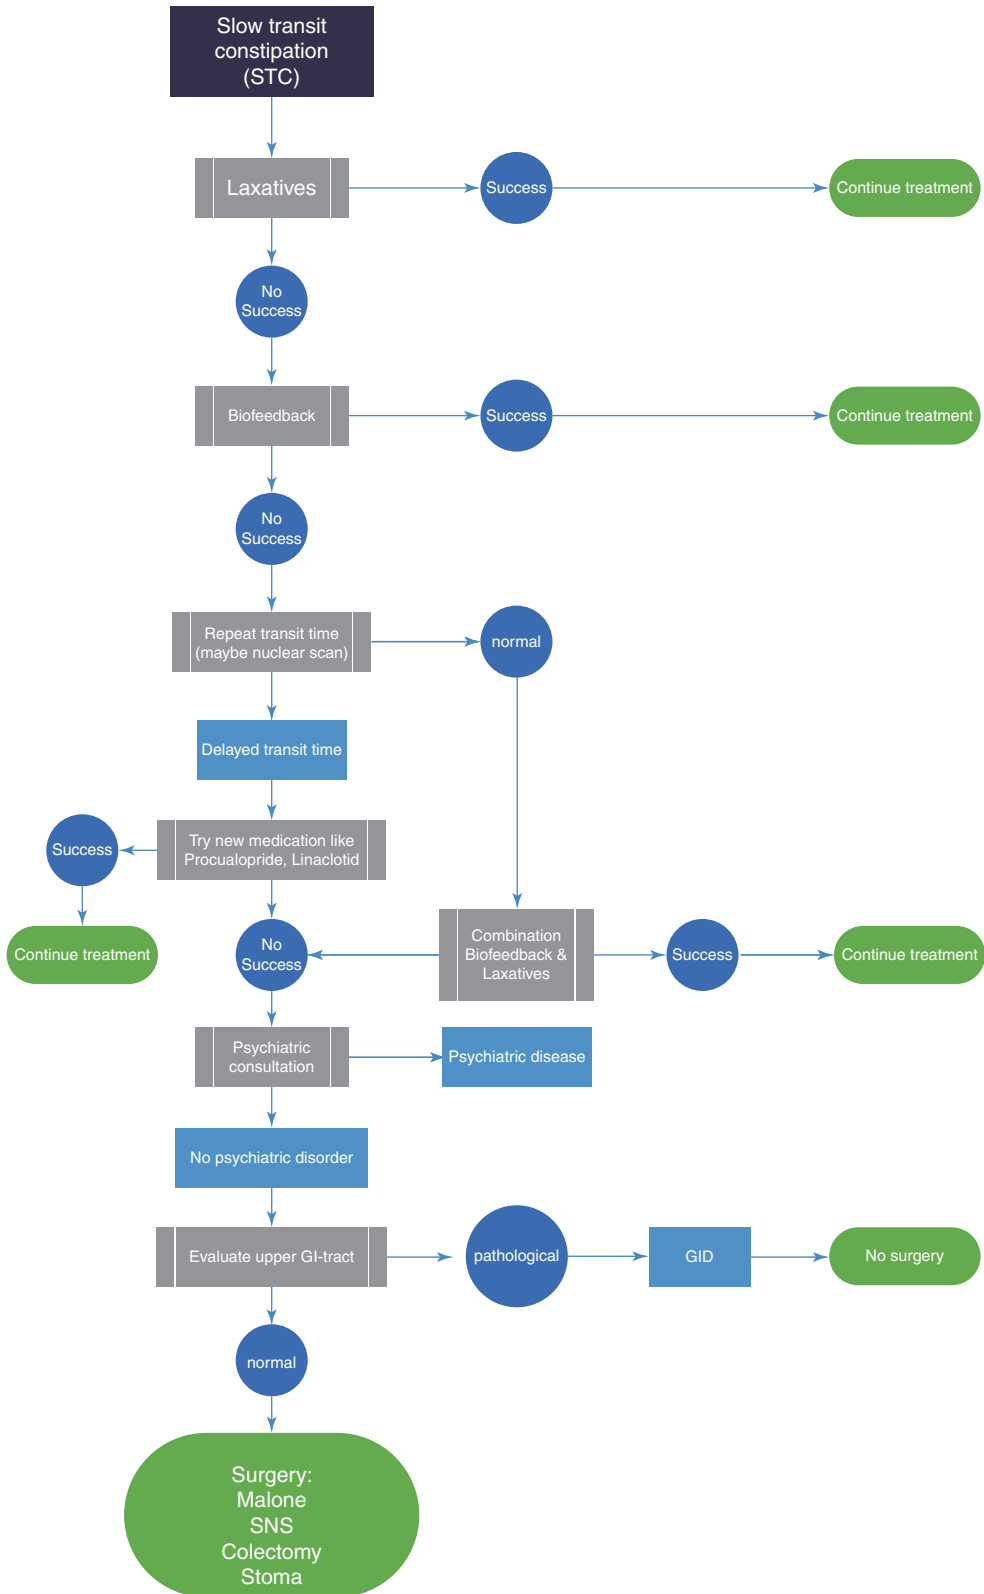 Slow transit
constipation
(STC)
Laxatives
Success
Continue treatment
No
Success
Biofeedback
Success
Continue treatment
No
Success
Repeat transit time
(maybe nuclear scan)
normal
Delayed transit time
Try new medication like
Procualopride, Linaclotid
Success
Continue treatment
No
Success
Combination
Biofeedback &
Laxatives
Success
Continue treatment
Psychiatric
consultation
Psychiatric disease
No psychiatric disorder
Evaluate upper GI-tract
pathological
GID
No surgery
normal
Surgery:
Malone
SNS
Colectomy
Stoma